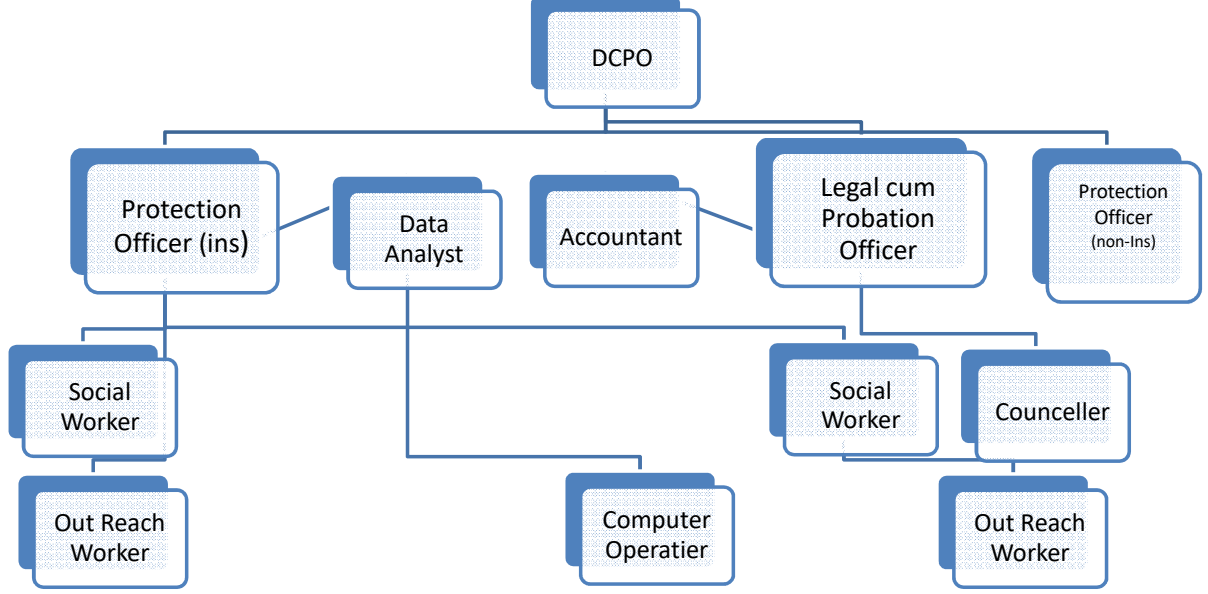 DCPO
Protection
Officer (ins)
Data
Analyst
Accountant
Legal cum
Probation
Officer
Protection
Officer
(non-Ins)
Social
Worker
Social
Worker
Counceller
Out Reach
Worker
Computer
Operatier
Out Reach
Worker